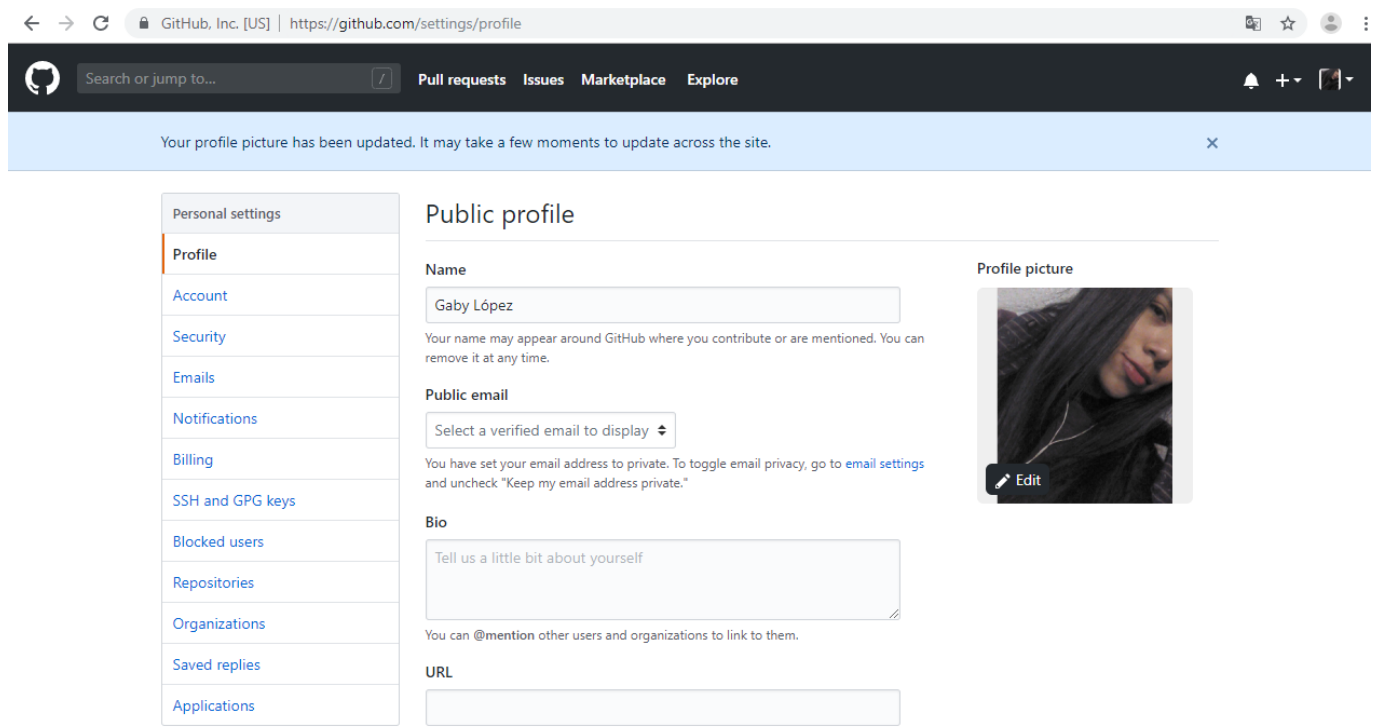 GitHub, Inc. [US] | https://github.com/settings/profile
Search or jump to... /
Pull requests Issues Marketplace Explore
Your profile picture has been updated. It may take a few moments to update across the site.
Personal settings
Profile
Account
Security
Emails
Notifications
Billing
SSH and GPG keys
Blocked users
Repositories
Organizations
Saved replies
Applications
Public profile
Name
Gaby López
Your name may appear around GitHub where you contribute or are mentioned. You can
remove it at any time.
Public email
Select a verified email to display
You have set your email address to private. To toggle email privacy, go to email settings
and uncheck "Keep my email address private."
Bio
Tell us a little bit about yourself
You can @mention other users and organizations to link to them.
URL
Profile picture
Edit